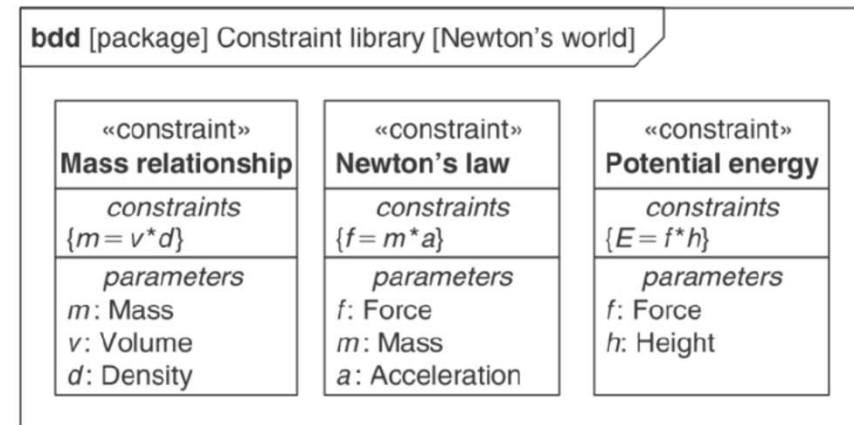 bdd [package] Constraint library [Newton's world]
«constraint»
Mass relationship
constraints
{m = v*d}
parameters
m: Mass
v: Volume
d: Density
«constraint»
Newton's law
constraints
{f = m*a}
parameters
f: Force
m: Mass
a: Acceleration
«constraint»
Potential energy
constraints
{E = f*h}
parameters
f: Force
h: Height